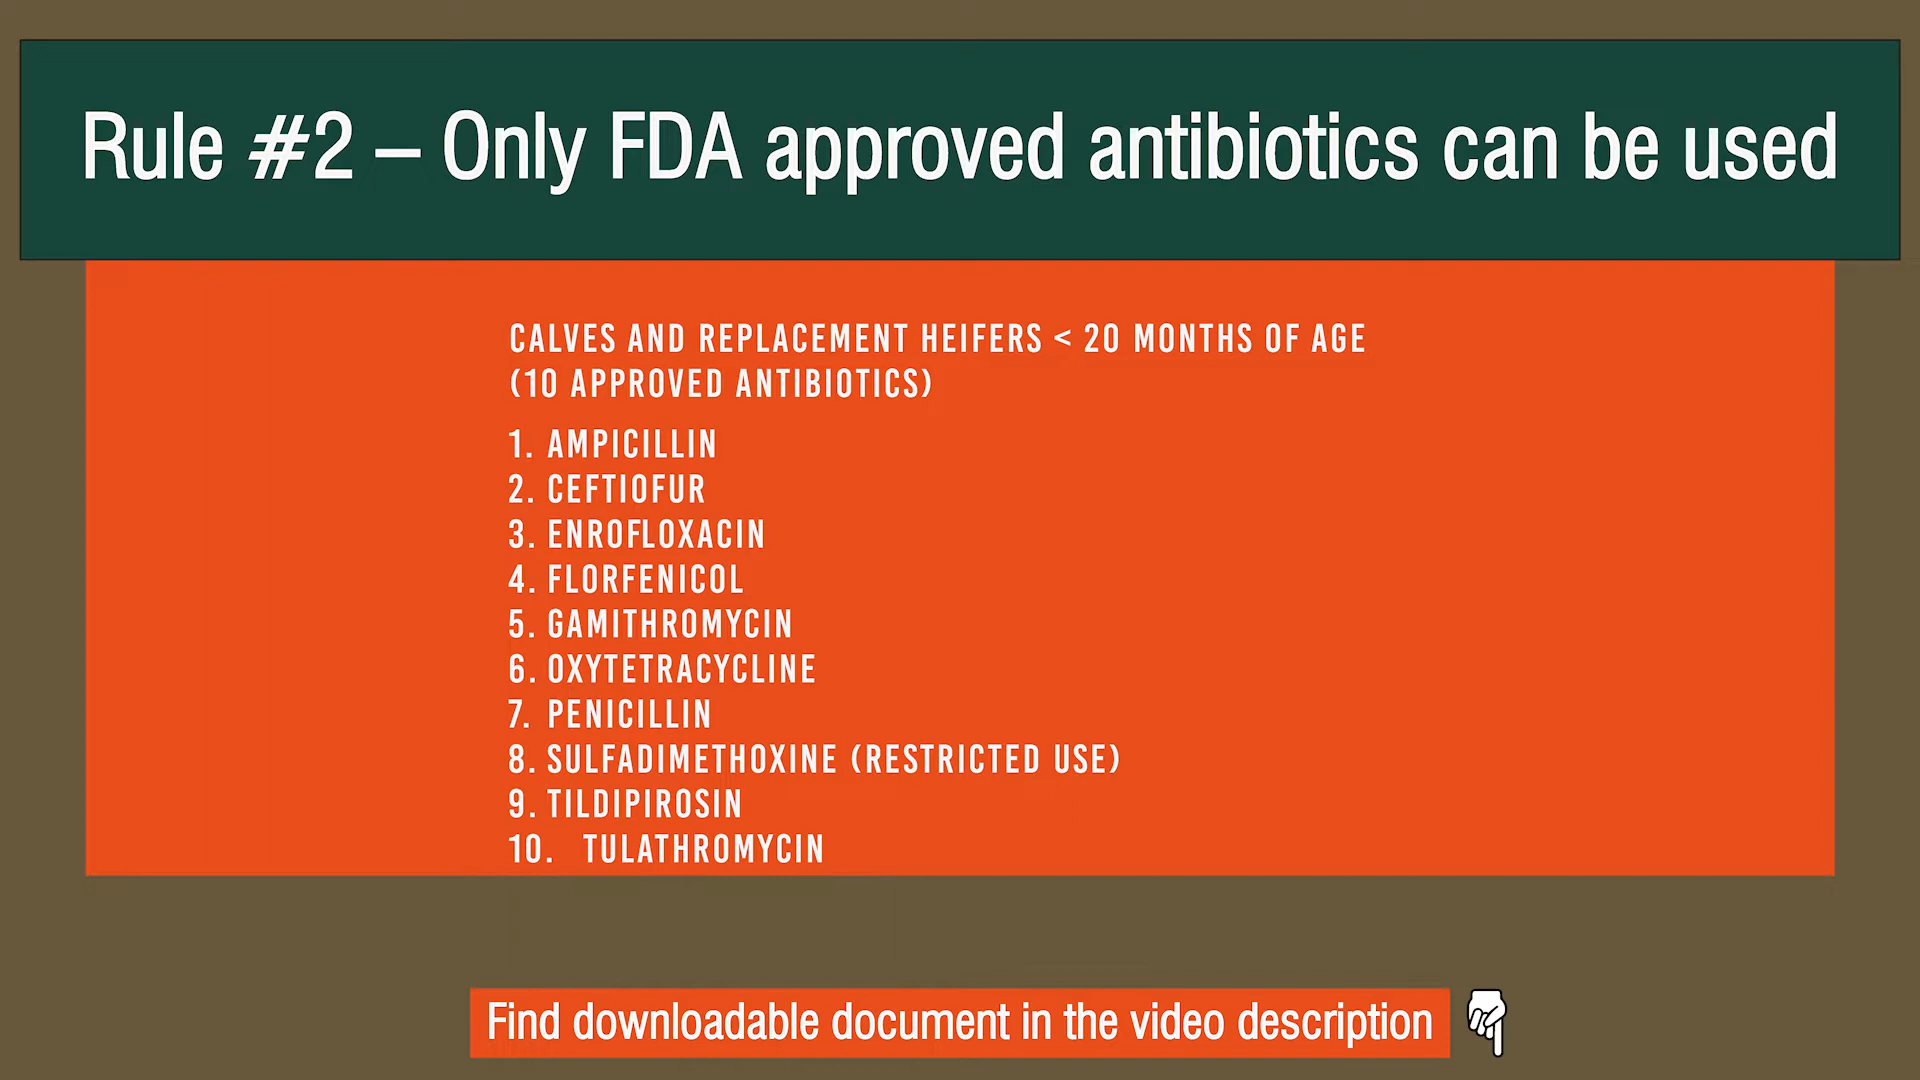 Rule #2 – Only FDA approved antibiotics can be used
CALVES AND REPLACEMENT HEIFERS < 20 MONTHS OF AGE
(10 APPROVED ANTIBIOTICS)
1. AMPICILLIN
2. CEFTIOFUR
3. ENROFLOXACIN
4. FLORFENICOL
5. GAMITHROMYCIN
6. OXYTETRACYCLINE
7. PENICILLIN
8. SULFADIMETHOXINE (RESTRICTED USE)
9. TILDIPIROSIN
10. TULATHROMYCIN
Find downloadable document in the video description